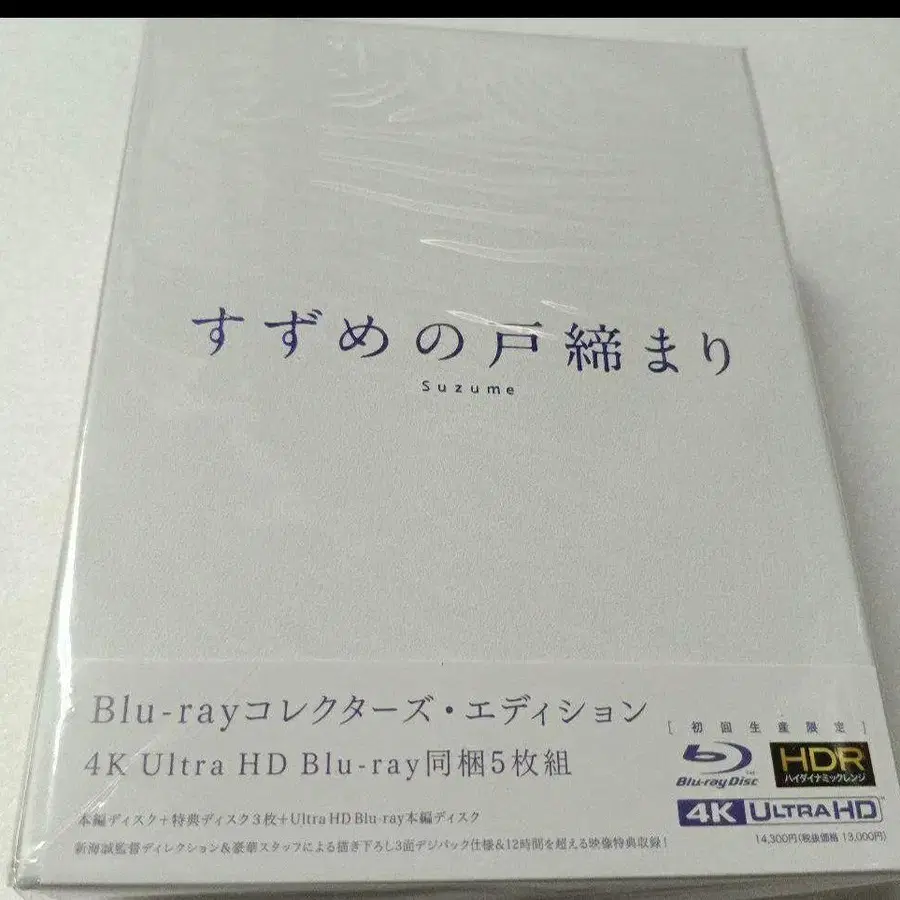 すずめの戸締まり
Suzume
Blu-rayコレクターズ・エディション
4K Ultra HD Blu-ray同梱5枚組
本編ディスク+特典ディスク3枚+Ultra HD Blu-ray本編ディスク
新海誠監督ディレクション&豪華スタッフによる描き下ろし3面デジパック仕様&12時間を超える映像特典収録!
[初回生産限定]
Blu-ray Disc
HDR
ハイダイナミックレンジ
4K ULTRA HD
14,300円(税抜価格 13,000円)